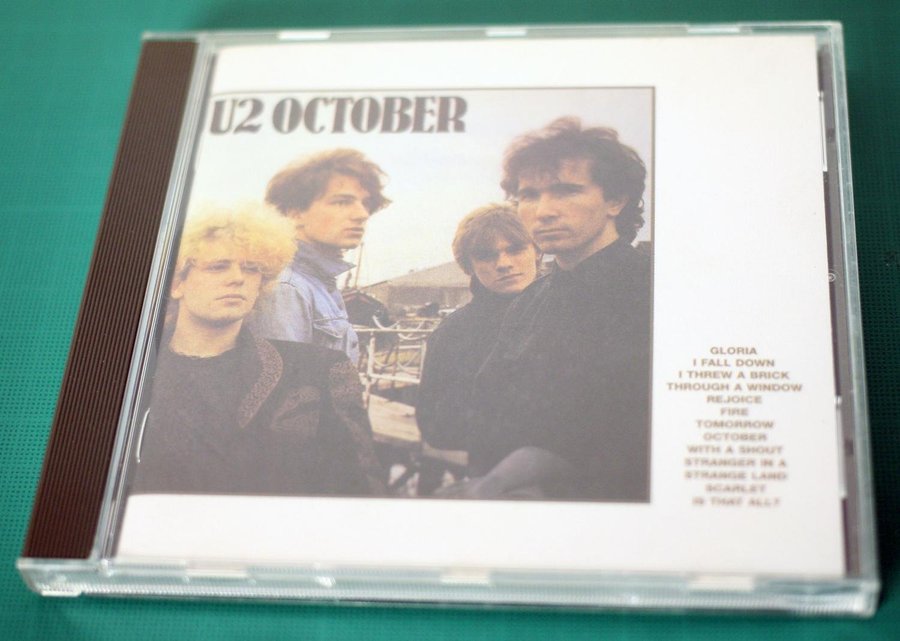 U2 OCTOBER
GLORIA
I FALL DOWN
I THREW A BRICK
THROUGH A WINDOW
REJOICE
FIRE
TOMORROW
OCTOBER
WITH A SHOUT
STRANGER IN A
STRANGE LAND
SCARLET
IS THAT ALL?